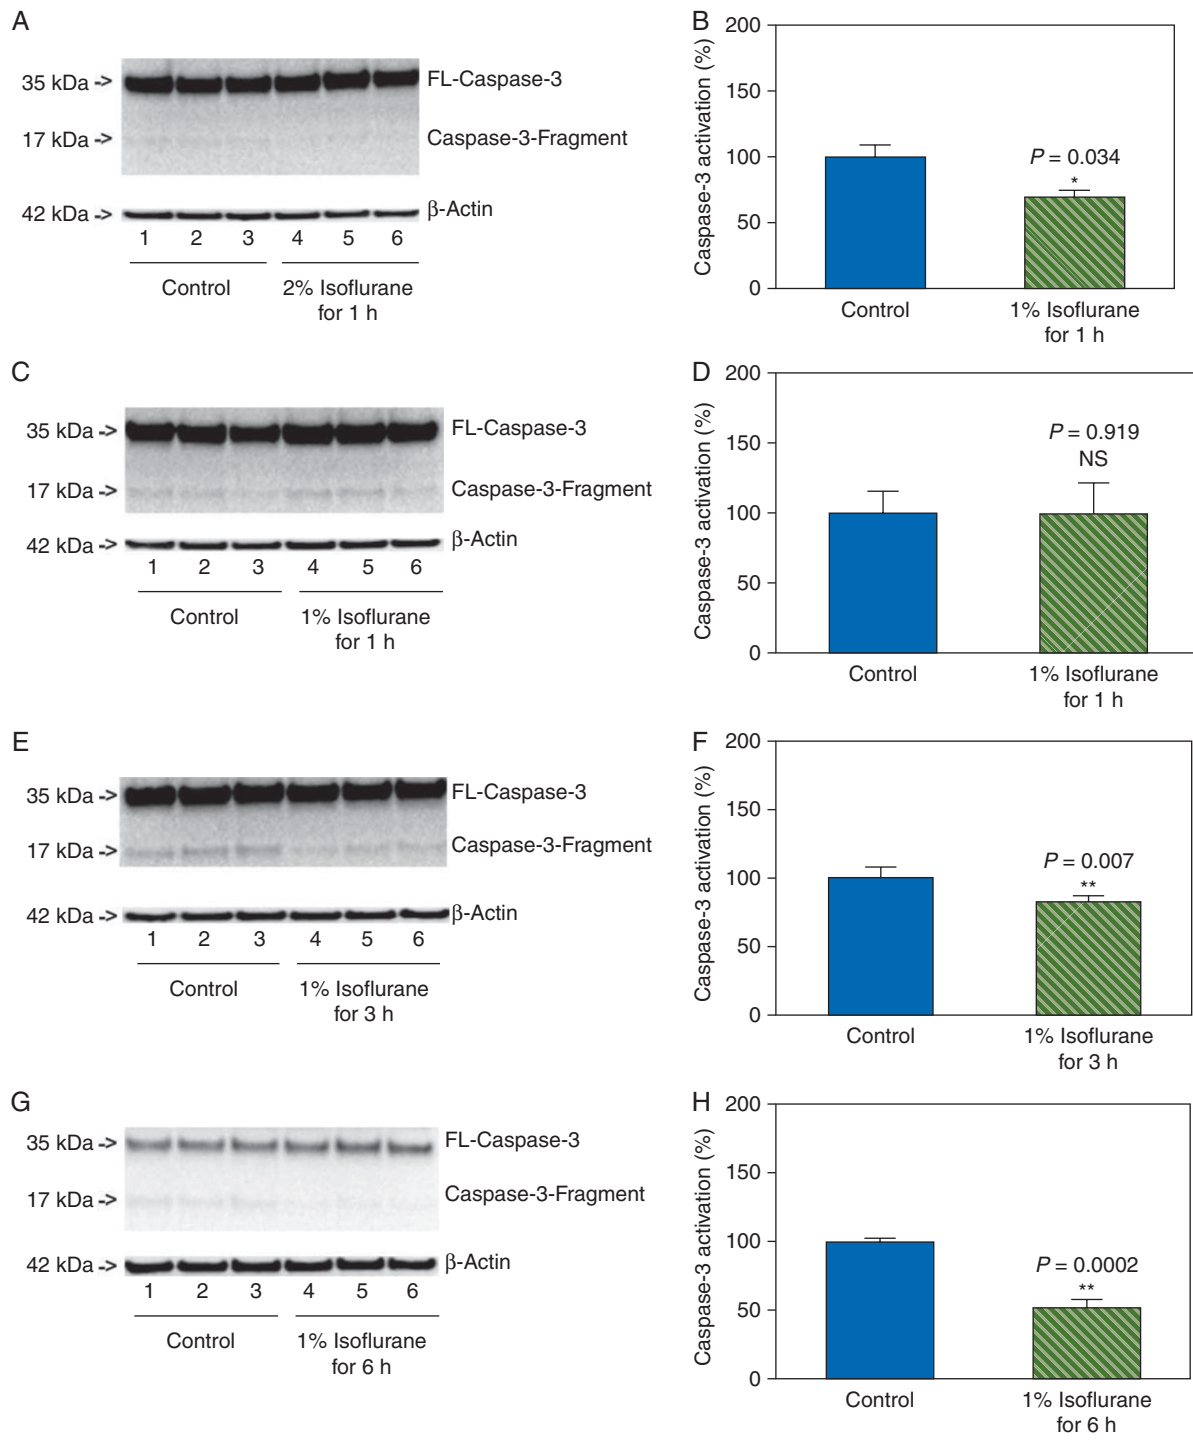 A
35 kDa ->
FL-Caspase-3
17 kDa ->
Caspase-3-Fragment
42 kDa ->
β-Actin
1 2 3 4 5 6
Control
2% Isoflurane
for 1 h
B
Caspase-3 activation (%)
200
150
100
50
0
P = 0.034
*
Control
1% Isoflurane
for 1 h
C
35 kDa ->
FL-Caspase-3
17 kDa ->
Caspase-3-Fragment
42 kDa ->
β-Actin
1 2 3 4 5 6
Control
1% Isoflurane
for 1 h
D
Caspase-3 activation (%)
200
150
100
50
0
P = 0.919
NS
Control
1% Isoflurane
for 1 h
E
35 kDa ->
FL-Caspase-3
17 kDa ->
Caspase-3-Fragment
42 kDa ->
β-Actin
1 2 3 4 5 6
Control
1% Isoflurane
for 3 h
F
Caspase-3 activation (%)
200
150
100
50
0
P = 0.007
**
Control
1% Isoflurane
for 3 h
G
35 kDa ->
FL-Caspase-3
17 kDa ->
Caspase-3-Fragment
42 kDa ->
β-Actin
1 2 3 4 5 6
Control
1% Isoflurane
for 6 h
H
Caspase-3 activation (%)
200
150
100
50
0
P = 0.0002
**
Control
1% Isoflurane
for 6 h